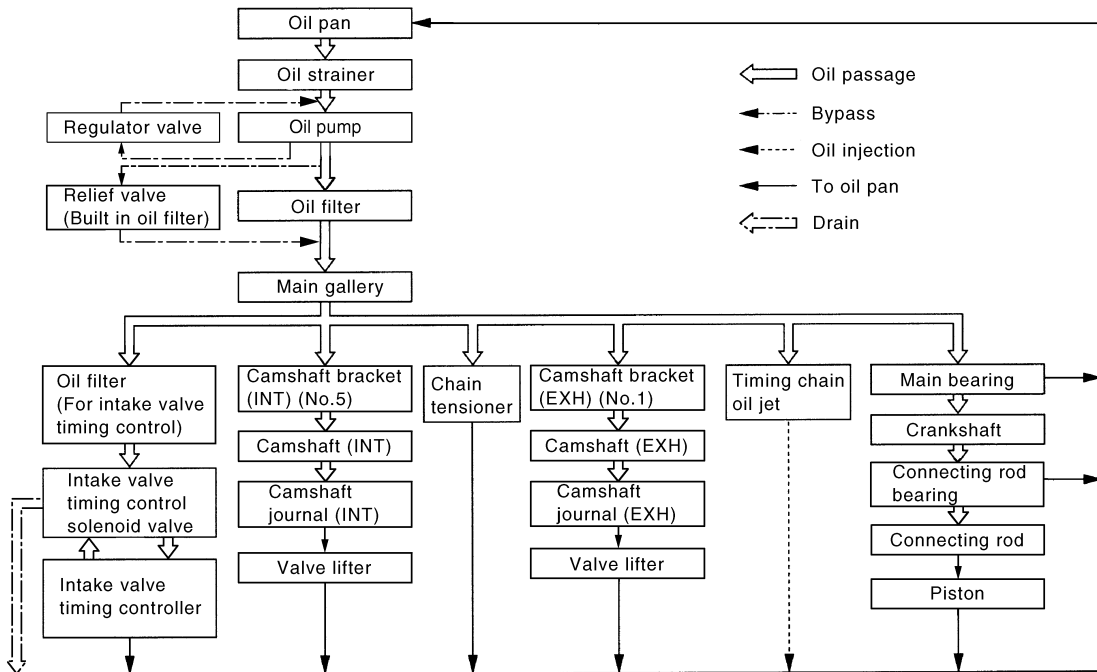 Oil pan
Oil strainer
Oil passage
Bypass
Regulator valve
Oil pump
Oil injection
To oil pan
Relief valve
(Built in oil filter)
Oil filter
Drain
Main gallery
Oil filter
(For intake valve
timing control)
Camshaft bracket
(INT) (No.5)
Chain
tensioner
Camshaft bracket
(EXH) (No.1)
Timing chain
oil jet
Main bearing
Crankshaft
Camshaft (INT)
Camshaft (EXH)
Intake valve
timing control
solenoid valve
Camshaft
journal (INT)
Camshaft
journal (EXH)
Connecting rod
bearing
Connecting rod
Valve lifter
Valve lifter
Intake valve
timing controller
Piston